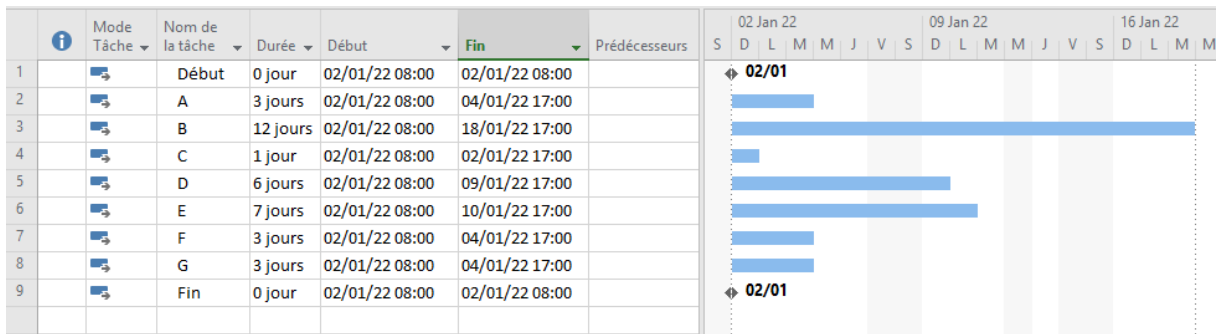 Mode Tâche Nom de la tâche Durée Début Fin Prédécesseurs
02 Jan 22 09 Jan 22 16 Jan 22
S D L M M J V S D L M M J V S D L M M
1 Début 0 jour 02/01/22 08:00 02/01/22 08:00 02/01
2 A 3 jours 02/01/22 08:00 04/01/22 17:00
3 B 12 jours 02/01/22 08:00 18/01/22 17:00
4 C 1 jour 02/01/22 08:00 02/01/22 17:00
5 D 6 jours 02/01/22 08:00 09/01/22 17:00
6 E 7 jours 02/01/22 08:00 10/01/22 17:00
7 F 3 jours 02/01/22 08:00 04/01/22 17:00
8 G 3 jours 02/01/22 08:00 04/01/22 17:00
9 Fin 0 jour 02/01/22 08:00 02/01/22 08:00 02/01